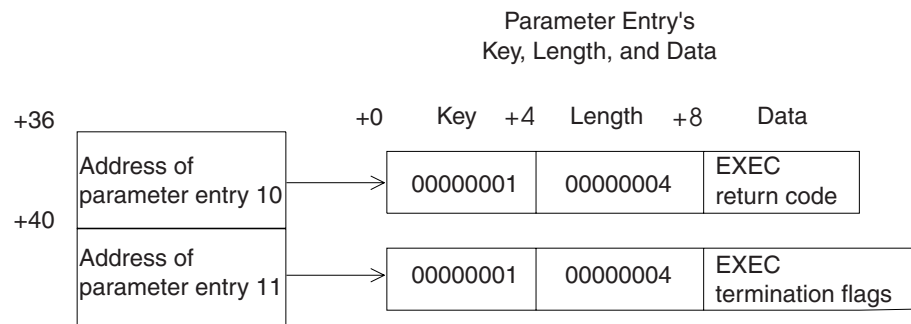 Parameter Entry's
Key, Length, and Data
+36
+0 Key +4 Length +8 Data
Address of
parameter entry 10
00000001 00000004 EXEC
return code
+40
Address of
parameter entry 11
00000001 00000004 EXEC
termination flags